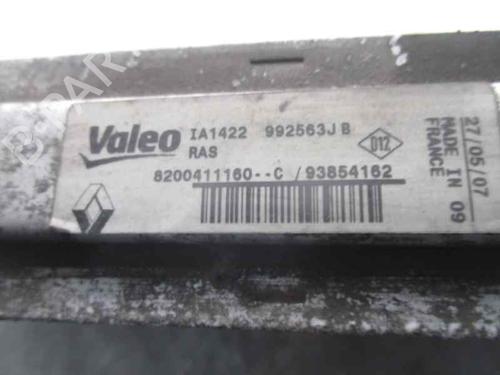 Valeo IA1422 992563J B D12
RAS
8200411160--C /93854162
27/05/07
MADE IN 09
FRANCE